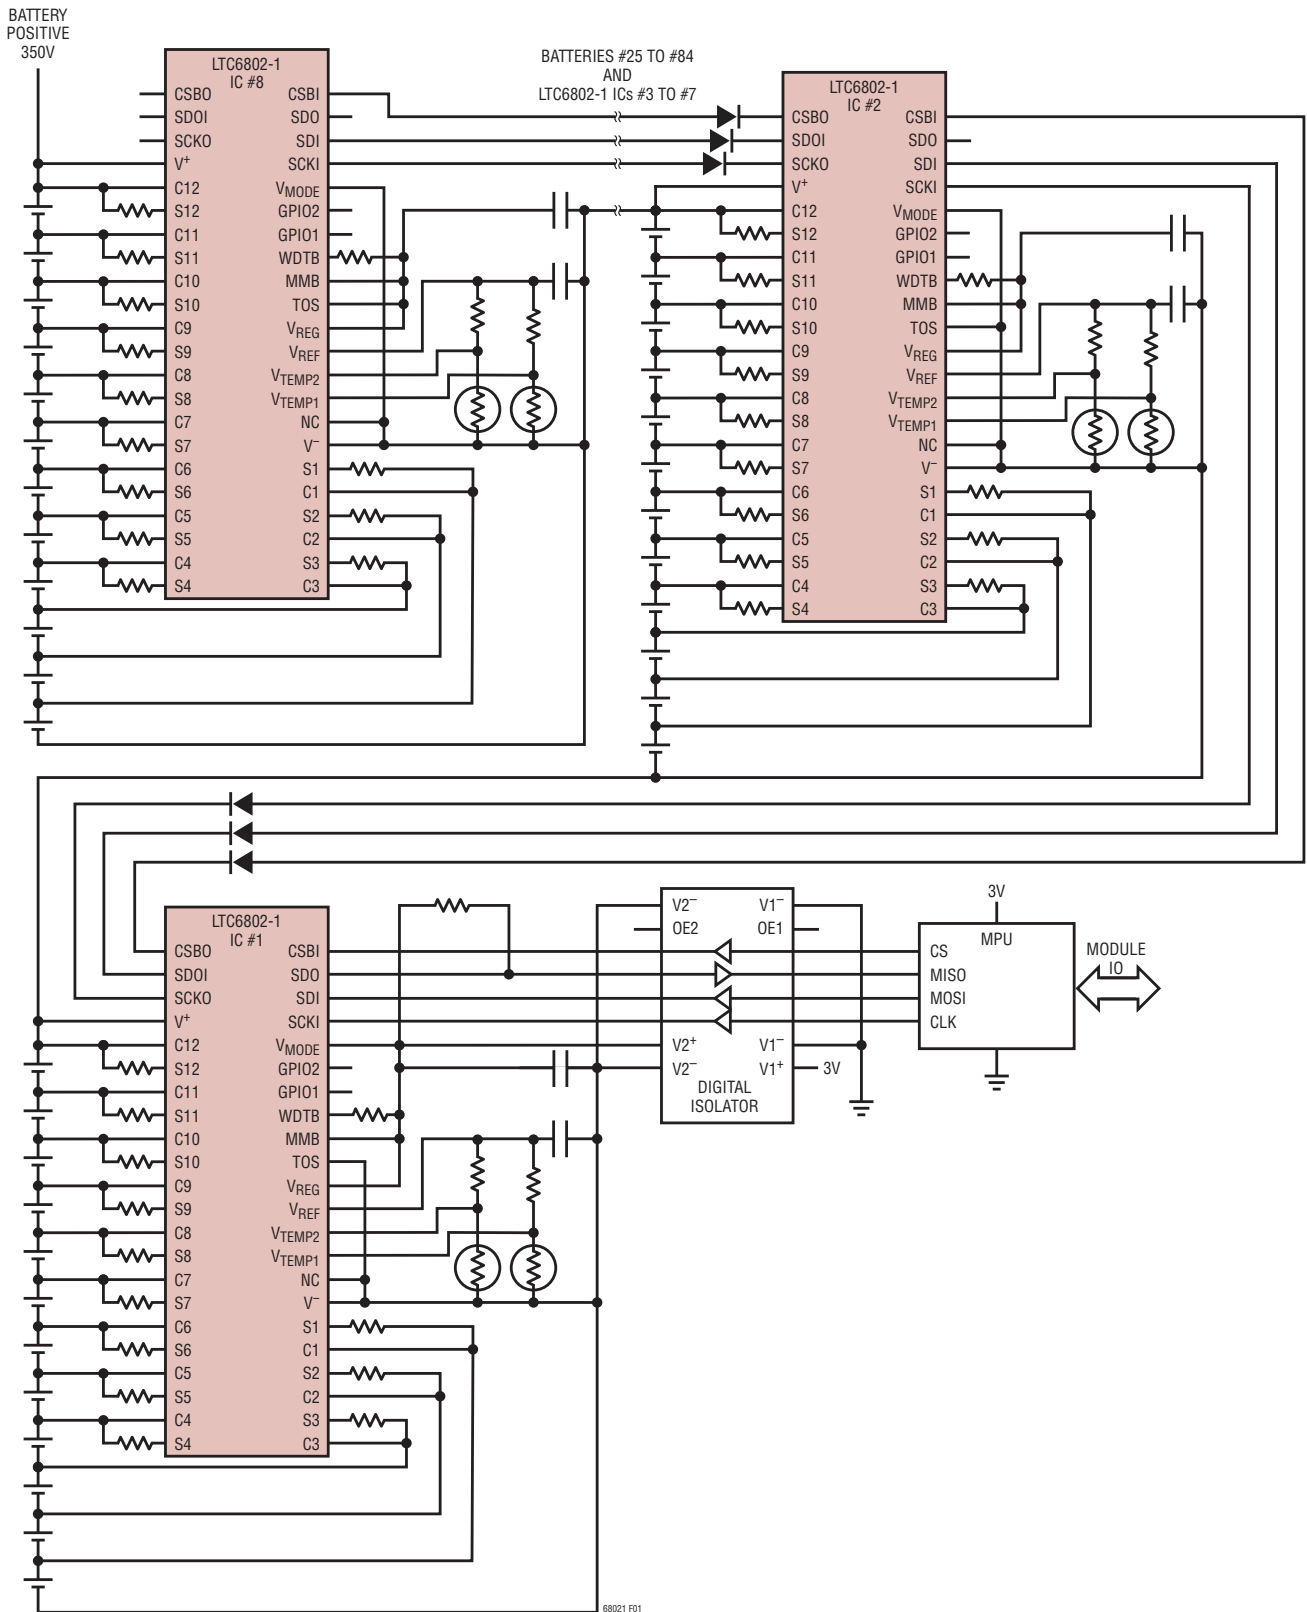 BATTERY
POSITIVE
350V
LTC6802-1
IC #8
CSBO CSBI
SDOI SDO
SCKO SDI
V+ SCKI
C12 VMODE
S12 GPIO2
C11 GPIO1
S11 WDTB
C10 MMB
S10 TOS
C9 VREG
S9 VREF
C8 VTEMP2
S8 VTEMP1
C7 NC
S7 V−
C6 S1
S6 C1
C5 S2
S5 C2
C4 S3
S4 C3
BATTERIES #25 TO #84
AND
LTC6802-1 ICs #3 TO #7
LTC6802-1
IC #2
CSBO CSBI
SDOI SDO
SCKO SDI
V+ SCKI
C12 VMODE
S12 GPIO2
C11 GPIO1
S11 WDTB
C10 MMB
S10 TOS
C9 VREG
S9 VREF
C8 VTEMP2
S8 VTEMP1
C7 NC
S7 V−
C6 S1
S6 C1
C5 S2
S5 C2
C4 S3
S4 C3
LTC6802-1
IC #1
CSBO CSBI
SDOI SDO
SCKO SDI
V+ SCKI
C12 VMODE
S12 GPIO2
C11 GPIO1
S11 WDTB
C10 MMB
S10 TOS
C9 VREG
S9 VREF
C8 VTEMP2
S8 VTEMP1
C7 NC
S7 V−
C6 S1
S6 C1
C5 S2
S5 C2
C4 S3
S4 C3
V2− V1−
OE2 OE1
V2+ V1−
V2− V1+ 3V
DIGITAL
ISOLATOR
3V
MPU
CS
MISO
MOSI
CLK
MODULE
IO
68021 F01